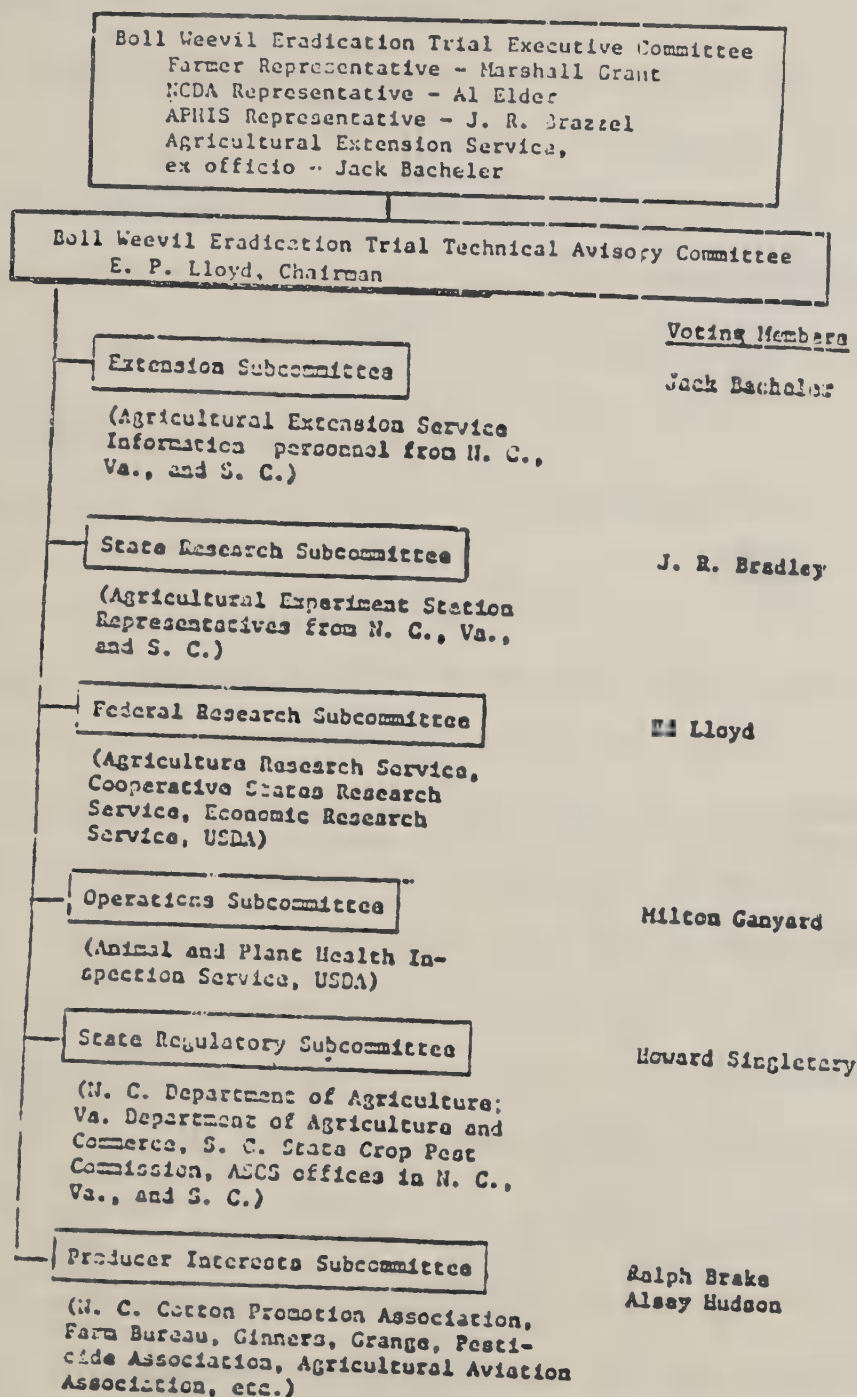 Boll Weevil Eradication Trial Executive Committee
Farmer Representative - Marshall Grant
NCDA Representative - Al Elder
APHIS Representative - J. R. Brazzel
Agricultural Extension Service,
ex officio - Jack Bacheler
Boll Weevil Eradication Trial Technical Avisory Committee
E. P. Lloyd, Chairman
Voting Members
Extension Subcommittee
Jack Bacheler
(Agricultural Extension Service
Information personnel from N. C.,
Va., and S. C.)
State Research Subcommittee
J. R. Bradley
(Agricultural Experiment Station
Representatives from N. C., Va.,
and S. C.)
Federal Research Subcommittee
Lloyd
(Agriculture Research Service,
Cooperative States Research
Service, Economic Research
Service, USDA)
Operations Subcommittee
Milton Ganyard
(Animal and Plant Health In-
spection Service, USDA)
State Regulatory Subcommittee
Howard Singletary
(N. C. Department of Agriculture;
Va. Department of Agriculture and
Commerce, S. C. State Crop Pest
Commission, ASCS offices in N. C.,
Va., and S. C.)
Producer Interests Subcommittee
Ralph Brake
Alsey Hudson
(N. C. Cotton Promotion Association,
Farm Bureau, Ginners, Grange, Pesti-
cide Association, Agricultural Aviation
Association, etc.)